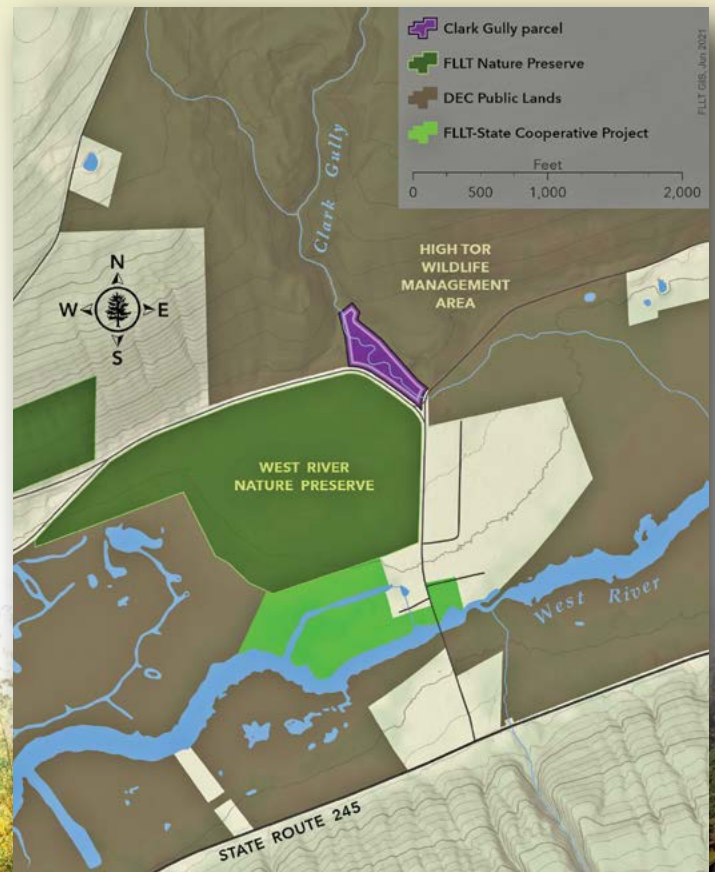 Clark Gully parcel
FLLT Nature Preserve
DEC Public Lands
FLLT-State Cooperative Project
Feet
0 500 1,000 2,000
FLLT GIS, Jun 2021
Clark Gully
HIGH TOR
WILDLIFE
MANAGEMENT
AREA
N
W E
S
WEST RIVER
NATURE PRESERVE
West River
STATE ROUTE 245